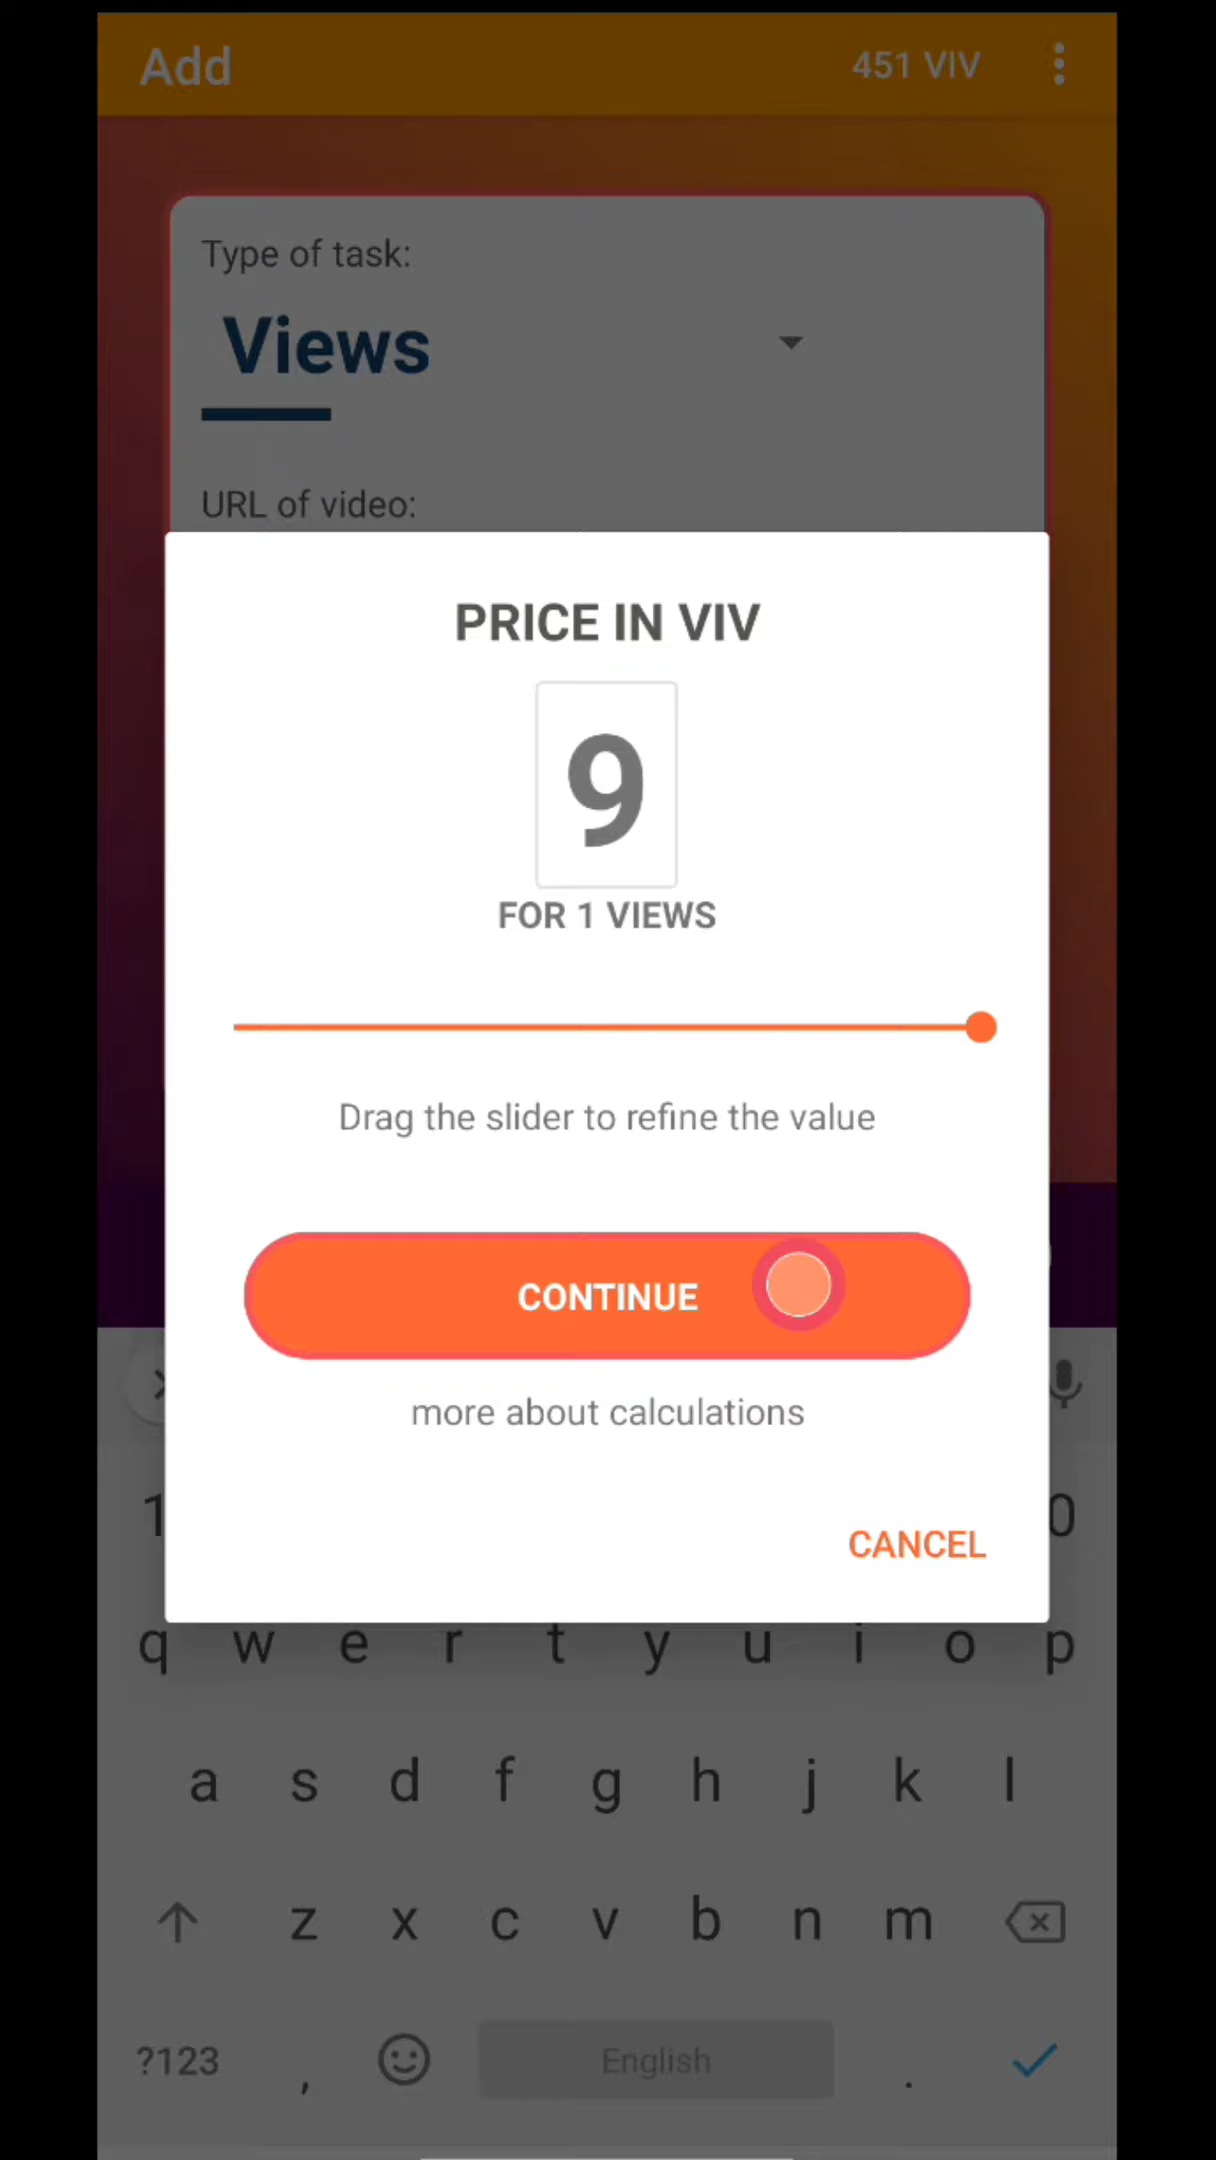 Add
451 VIV
Type of task:
Views
URL of video:
PRICE IN VIV
9
FOR 1 VIEWS
Drag the slider to refine the value
CONTINUE
more about calculations
1
0
CANCEL
q w e r t y u i o p
a s d f g h j k l
z x c v b n m
?123 , English .